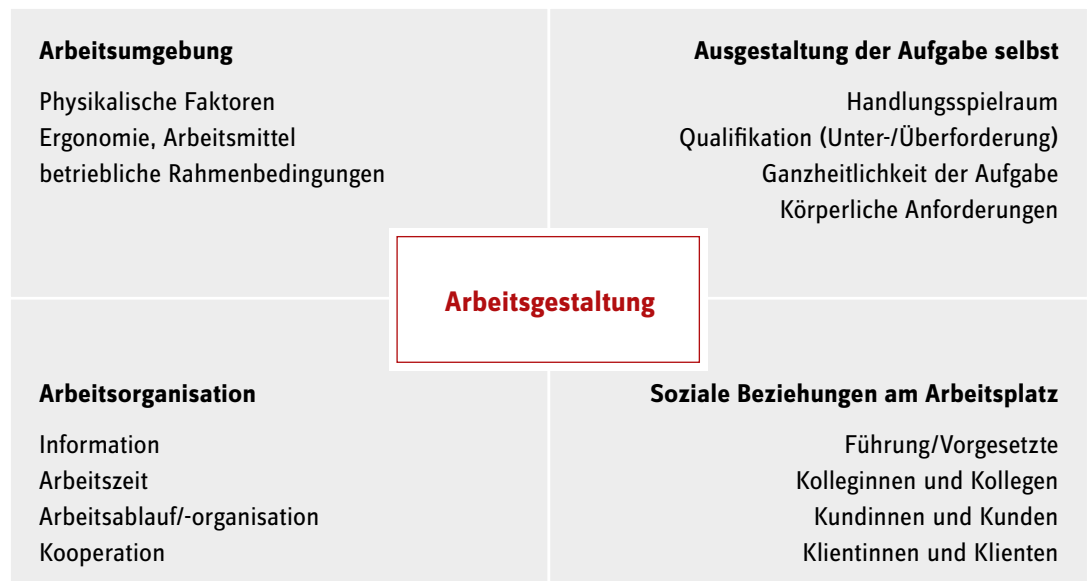 Arbeitsumgebung
Physikalische Faktoren
Ergonomie, Arbeitsmittel
betriebliche Rahmenbedingungen
Ausgestaltung der Aufgabe selbst
Handlungsspielraum
Qualifikation (Unter-/Überforderung)
Ganzheitlichkeit der Aufgabe
Körperliche Anforderungen
Arbeitsgestaltung
Arbeitsorganisation
Information
Arbeitszeit
Arbeitsablauf/-organisation
Kooperation
Soziale Beziehungen am Arbeitsplatz
Führung/Vorgesetzte
Kolleginnen und Kollegen
Kundinnen und Kunden
Klientinnen und Klienten